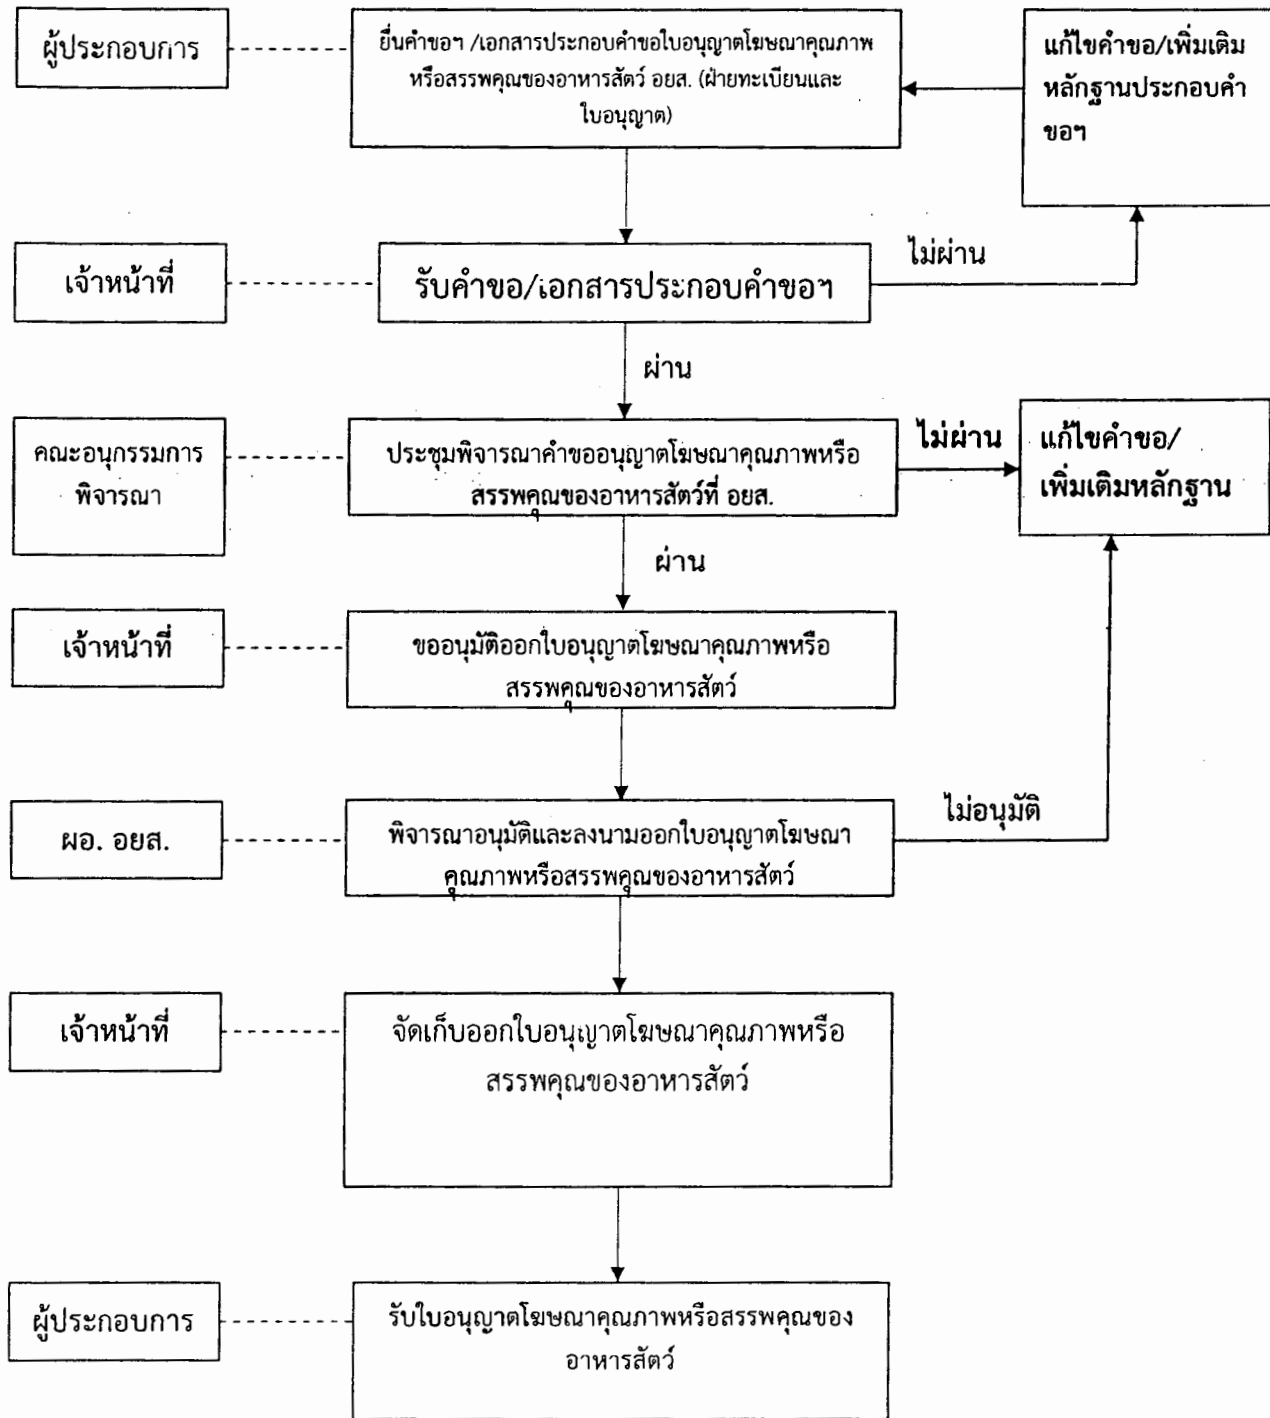 ผู้ประกอบการ
ยื่นคำขอฯ /เอกสารประกอบคำขอใบอนุญาตโฆษณาคุณภาพ
หรือสรรพคุณของอาหารสัตว์ อยส. (ฝ่ายทะเบียนและ
ใบอนุญาต)
แก้ไขคำขอ/เพิ่มเติม
หลักฐานประกอบคำ
ขอฯ
เจ้าหน้าที่
รับคำขอ/เอกสารประกอบคำขอฯ
ไม่ผ่าน
ผ่าน
คณะอนุกรรมการ
พิจารณา
ประชุมพิจารณาคำขออนุญาตโฆษณาคุณภาพหรือ
สรรพคุณของอาหารสัตว์ที่ อยส.
ไม่ผ่าน
แก้ไขคำขอ/
เพิ่มเติมหลักฐาน
ผ่าน
เจ้าหน้าที่
ขออนุมัติออกใบอนุญาตโฆษณาคุณภาพหรือ
สรรพคุณของอาหารสัตว์
ผอ. อยส.
พิจารณาอนุมัติและลงนามออกใบอนุญาตโฆษณา
คุณภาพหรือสรรพคุณของอาหารสัตว์
ไม่อนุมัติ
เจ้าหน้าที่
จัดเก็บออกใบอนุญาตโฆษณาคุณภาพหรือ
สรรพคุณของอาหารสัตว์
ผู้ประกอบการ
รับใบอนุญาตโฆษณาคุณภาพหรือสรรพคุณของ
อาหารสัตว์